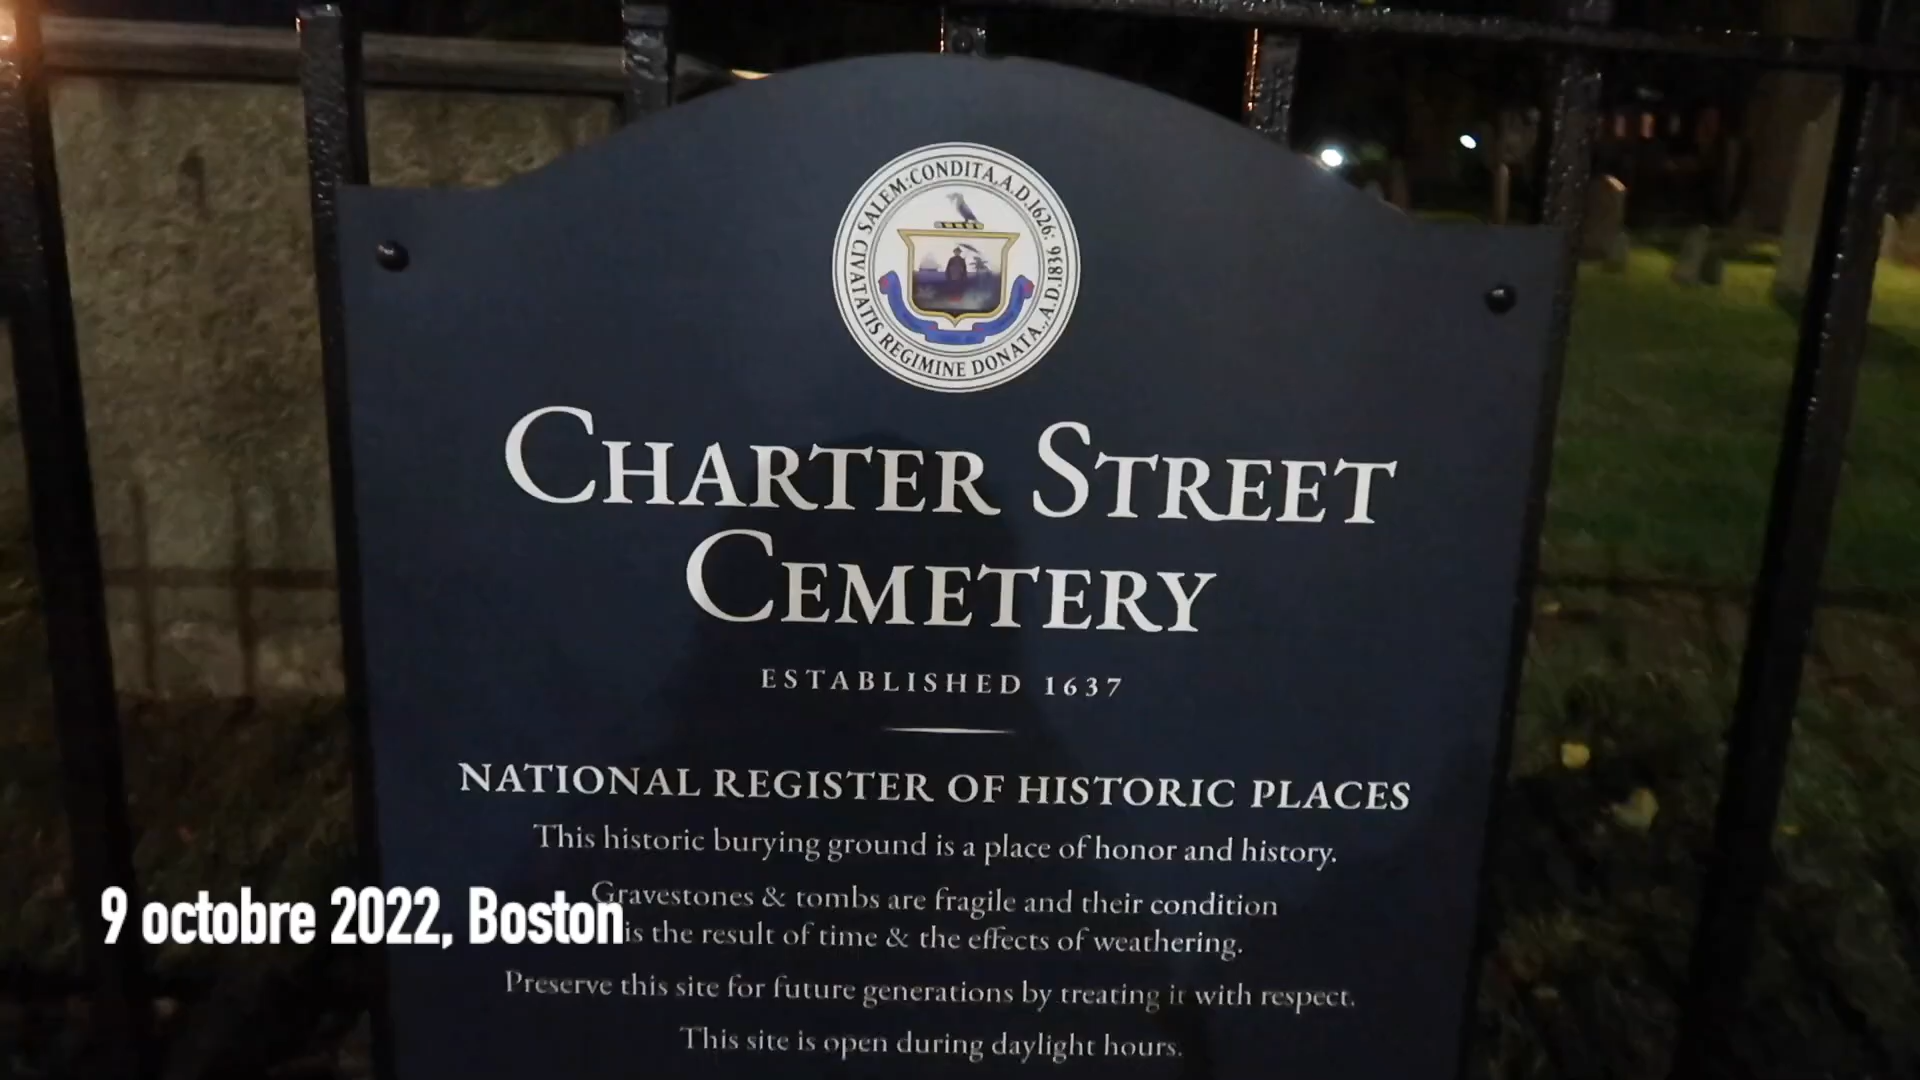 SALEM: CONDITA. A.D. 1626: CIVATATIS REGIMINE DONATA., A.D. 1836 S
CHARTER STREET
CEMETERY
ESTABLISHED 1637
NATIONAL REGISTER OF HISTORIC PLACES
This historic burying ground is a place of honor and history.
Gravestones & tombs are fragile and their condition
is the result of time & the effects of weathering.
9 octobre 2022, Boston
Preserve this site for future generations by treating it with respect.
This site is open during daylight hours.